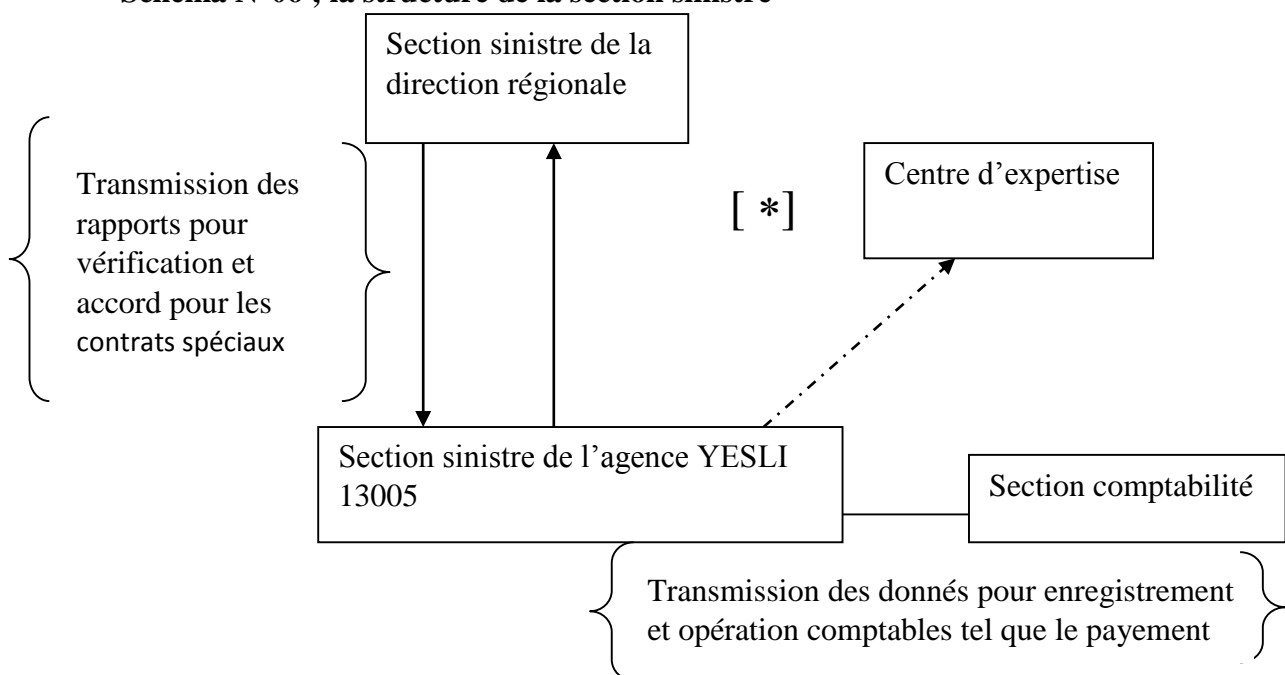 Schéma N°06 ; la structure de la section sinistre
Section sinistre de la
direction régionale
Transmission des
rapports pour
vérification et
accord pour les
contrats spéciaux
[ *]
Centre d’expertise
Section sinistre de l’agence YESLI
13005
Section comptabilité
Transmission des donnés pour enregistrement
et opération comptables tel que le payement